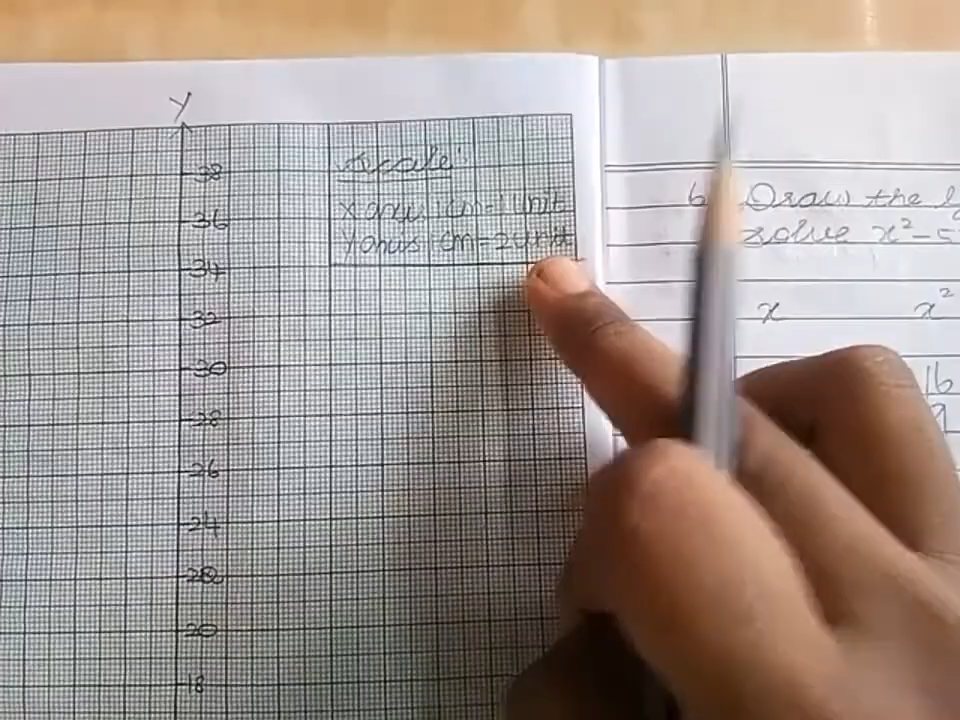 Y
38
36
34
32
30
28
26
24
22
20
18
Scale:
X axis 1cm=1 Unit
Y axis 1cm=2 Unit
6 Draw the
solve x²-5
x x²
16
9